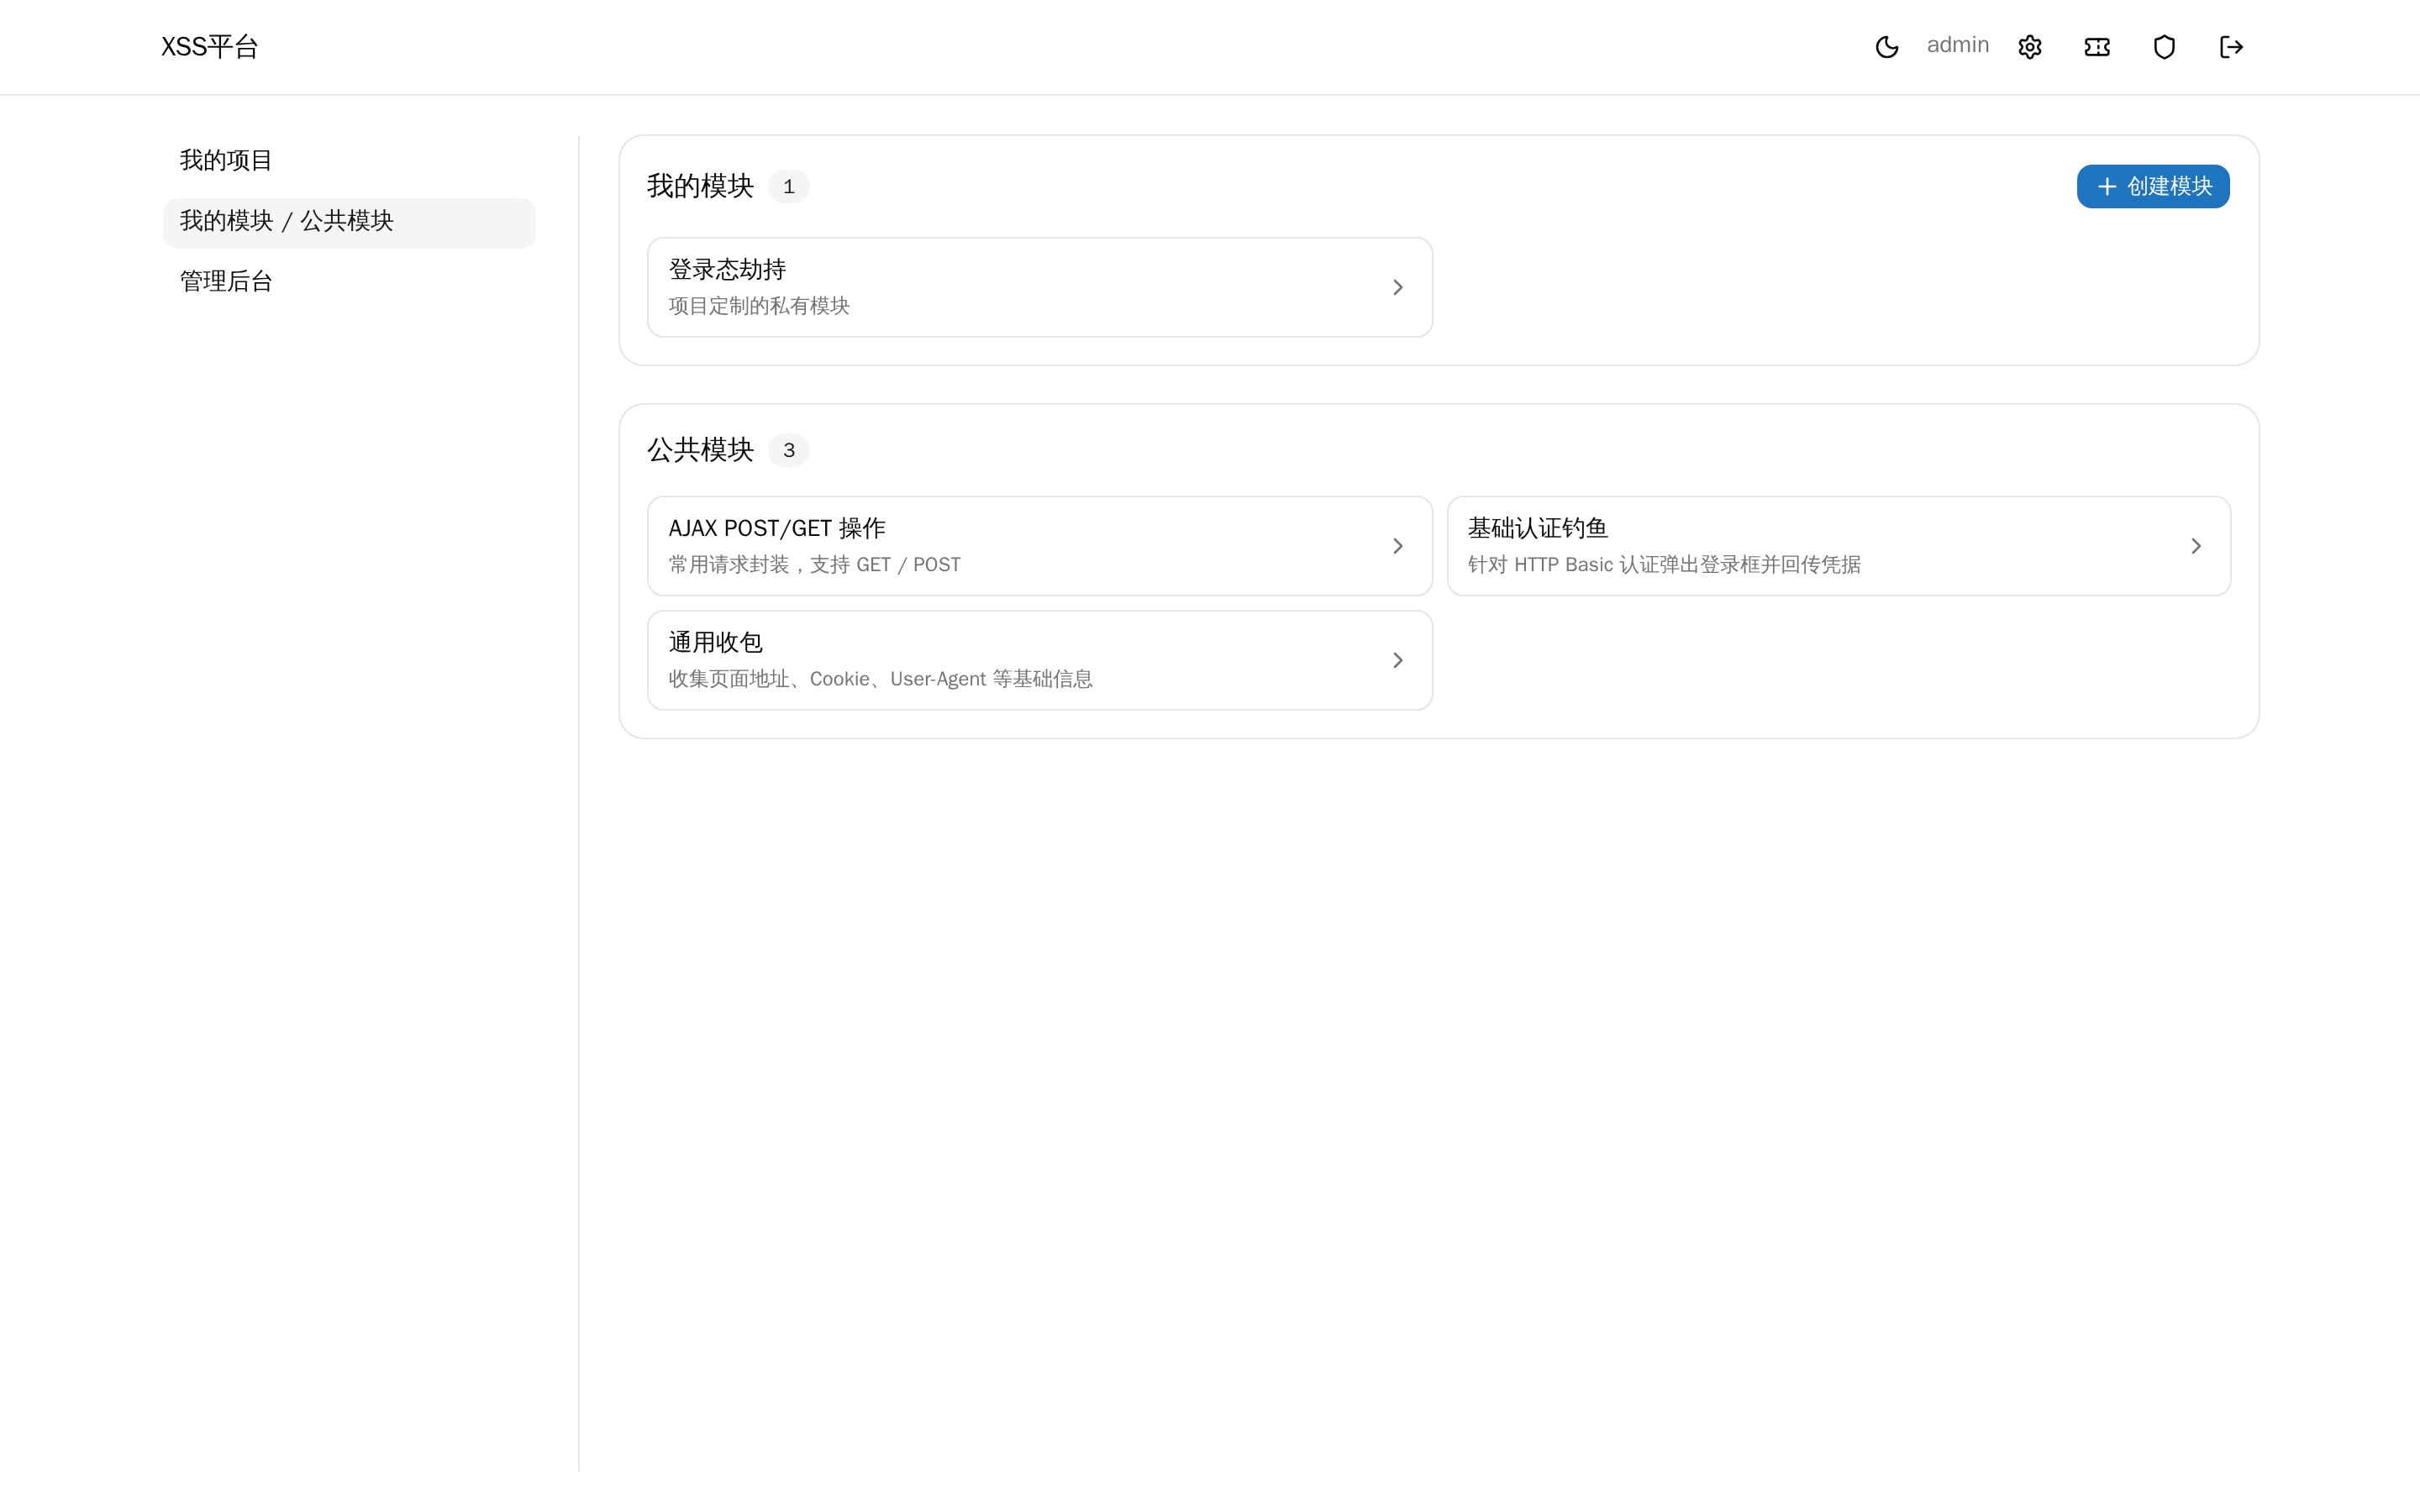 XSS平台
admin
我的项目
我的模块 / 公共模块
管理后台
我的模块 1
创建模块
登录态劫持
项目定制的私有模块
公共模块 3
AJAX POST/GET 操作
常用请求封装，支持 GET / POST
基础认证钓鱼
针对 HTTP Basic 认证弹出登录框并回传凭据
通用收包
收集页面地址、Cookie、User-Agent 等基础信息